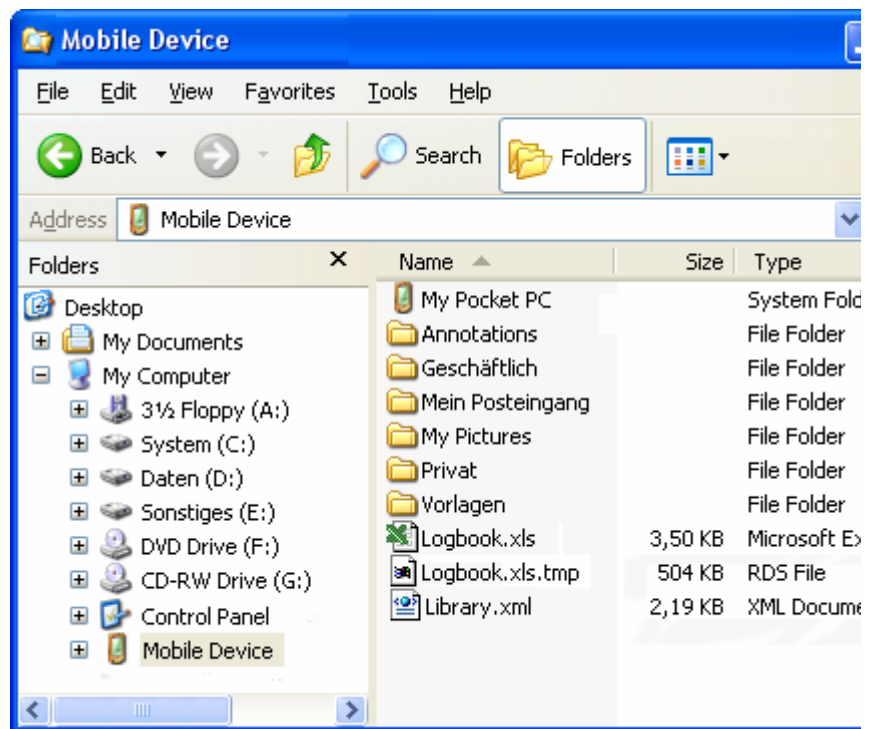 Mobile Device
File Edit View Favorites Tools Help
Back Search Folders
Address Mobile Device
Folders X
Desktop
My Documents
My Computer
3½ Floppy (A:)
System (C:)
Daten (D:)
Sonstiges (E:)
DVD Drive (F:)
CD-RW Drive (G:)
Control Panel
Mobile Device
Name Size Type
My Pocket PC System Fold
Annotations File Folder
Geschäftlich File Folder
Mein Posteingang File Folder
My Pictures File Folder
Privat File Folder
Vorlagen File Folder
Logbook.xls 3,50 KB Microsoft Ex
Logbook.xls.tmp 504 KB RDS File
Library.xml 2,19 KB XML Docume